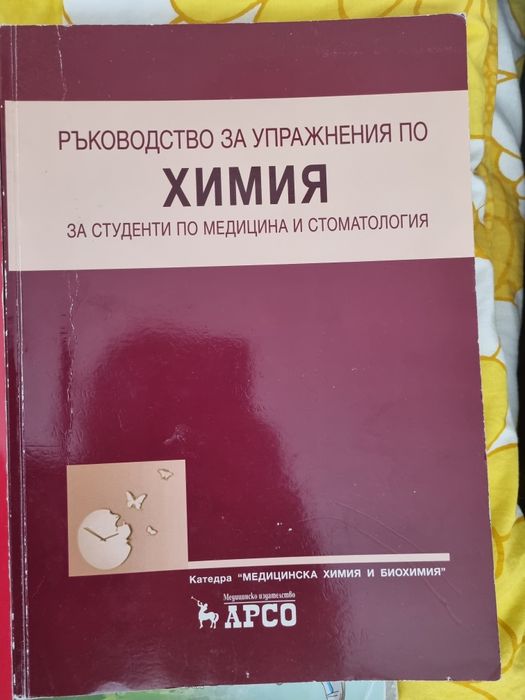 РЪКОВОДСТВО ЗА УПРАЖНЕНИЯ ПО
ХИМИЯ
ЗА СТУДЕНТИ ПО МЕДИЦИНА И СТОМАТОЛОГИЯ
Катедра "МЕДИЦИНСКА ХИМИЯ И БИОХИМИЯ"
Медицинско издателство
АРСО